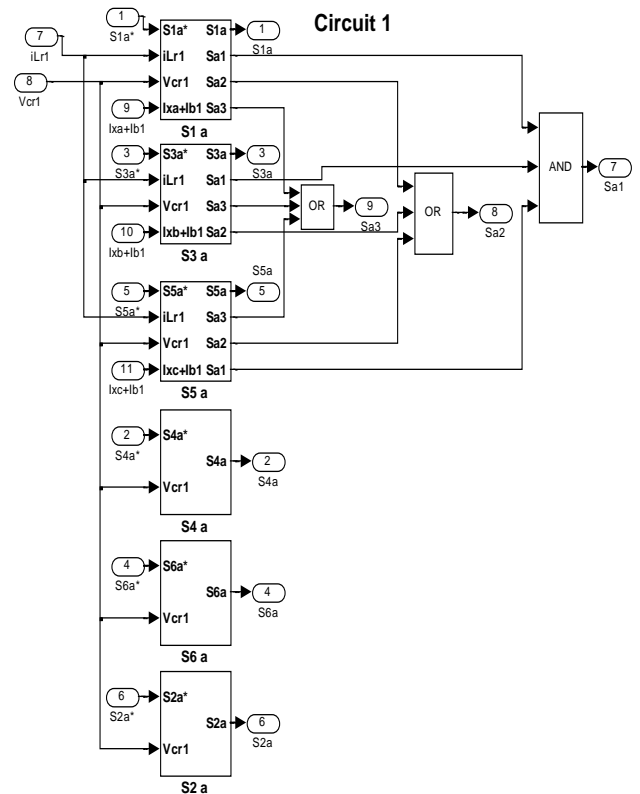 Circuit 1
1
S1a*
7
iLr1
8
Vcr1
9
Ixa+Ib1
S1a* S1a
iLr1 Sa1
Vcr1 Sa2
Ixa+Ib1 Sa3
S1 a
1
S1a
3
S3a*
10
Ixb+Ib1
S3a* S3a
iLr1 Sa1
Vcr1 Sa3
Ixb+Ib1 Sa2
S3 a
3
S3a
OR
9
Sa3
OR
8
Sa2
AND
7
Sa1
5
S5a*
11
Ixc+Ib1
S5a* S5a
iLr1 Sa3
Vcr1 Sa2
Ixc+Ib1 Sa1
S5 a
S5a
5
2
S4a*
S4a*
S4a
Vcr1
S4 a
2
S4a
4
S6a*
S6a*
S6a
Vcr1
S6 a
4
S6a
6
S2a*
S2a*
S2a
Vcr1
S2 a
6
S2a